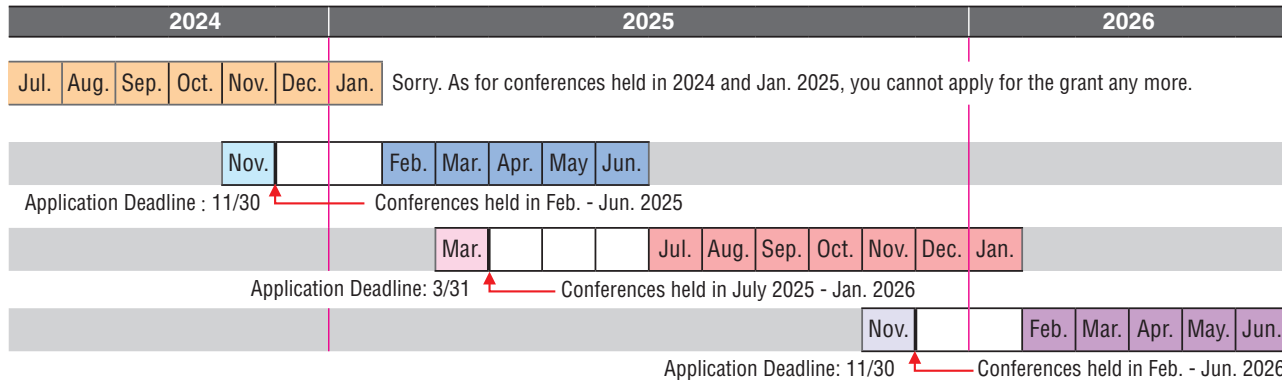 2024 2025 2026
Jul. Aug. Sep. Oct. Nov. Dec. Jan. Sorry. As for conferences held in 2024 and Jan. 2025, you cannot apply for the grant any more.
Nov. Feb. Mar. Apr. May Jun.
Application Deadline : 11/30 Conferences held in Feb. - Jun. 2025
Mar. Jul. Aug. Sep. Oct. Nov. Dec. Jan.
Application Deadline: 3/31 Conferences held in July 2025 - Jan. 2026
Nov. Feb. Mar. Apr. May. Jun.
Application Deadline: 11/30 Conferences held in Feb. - Jun. 2026